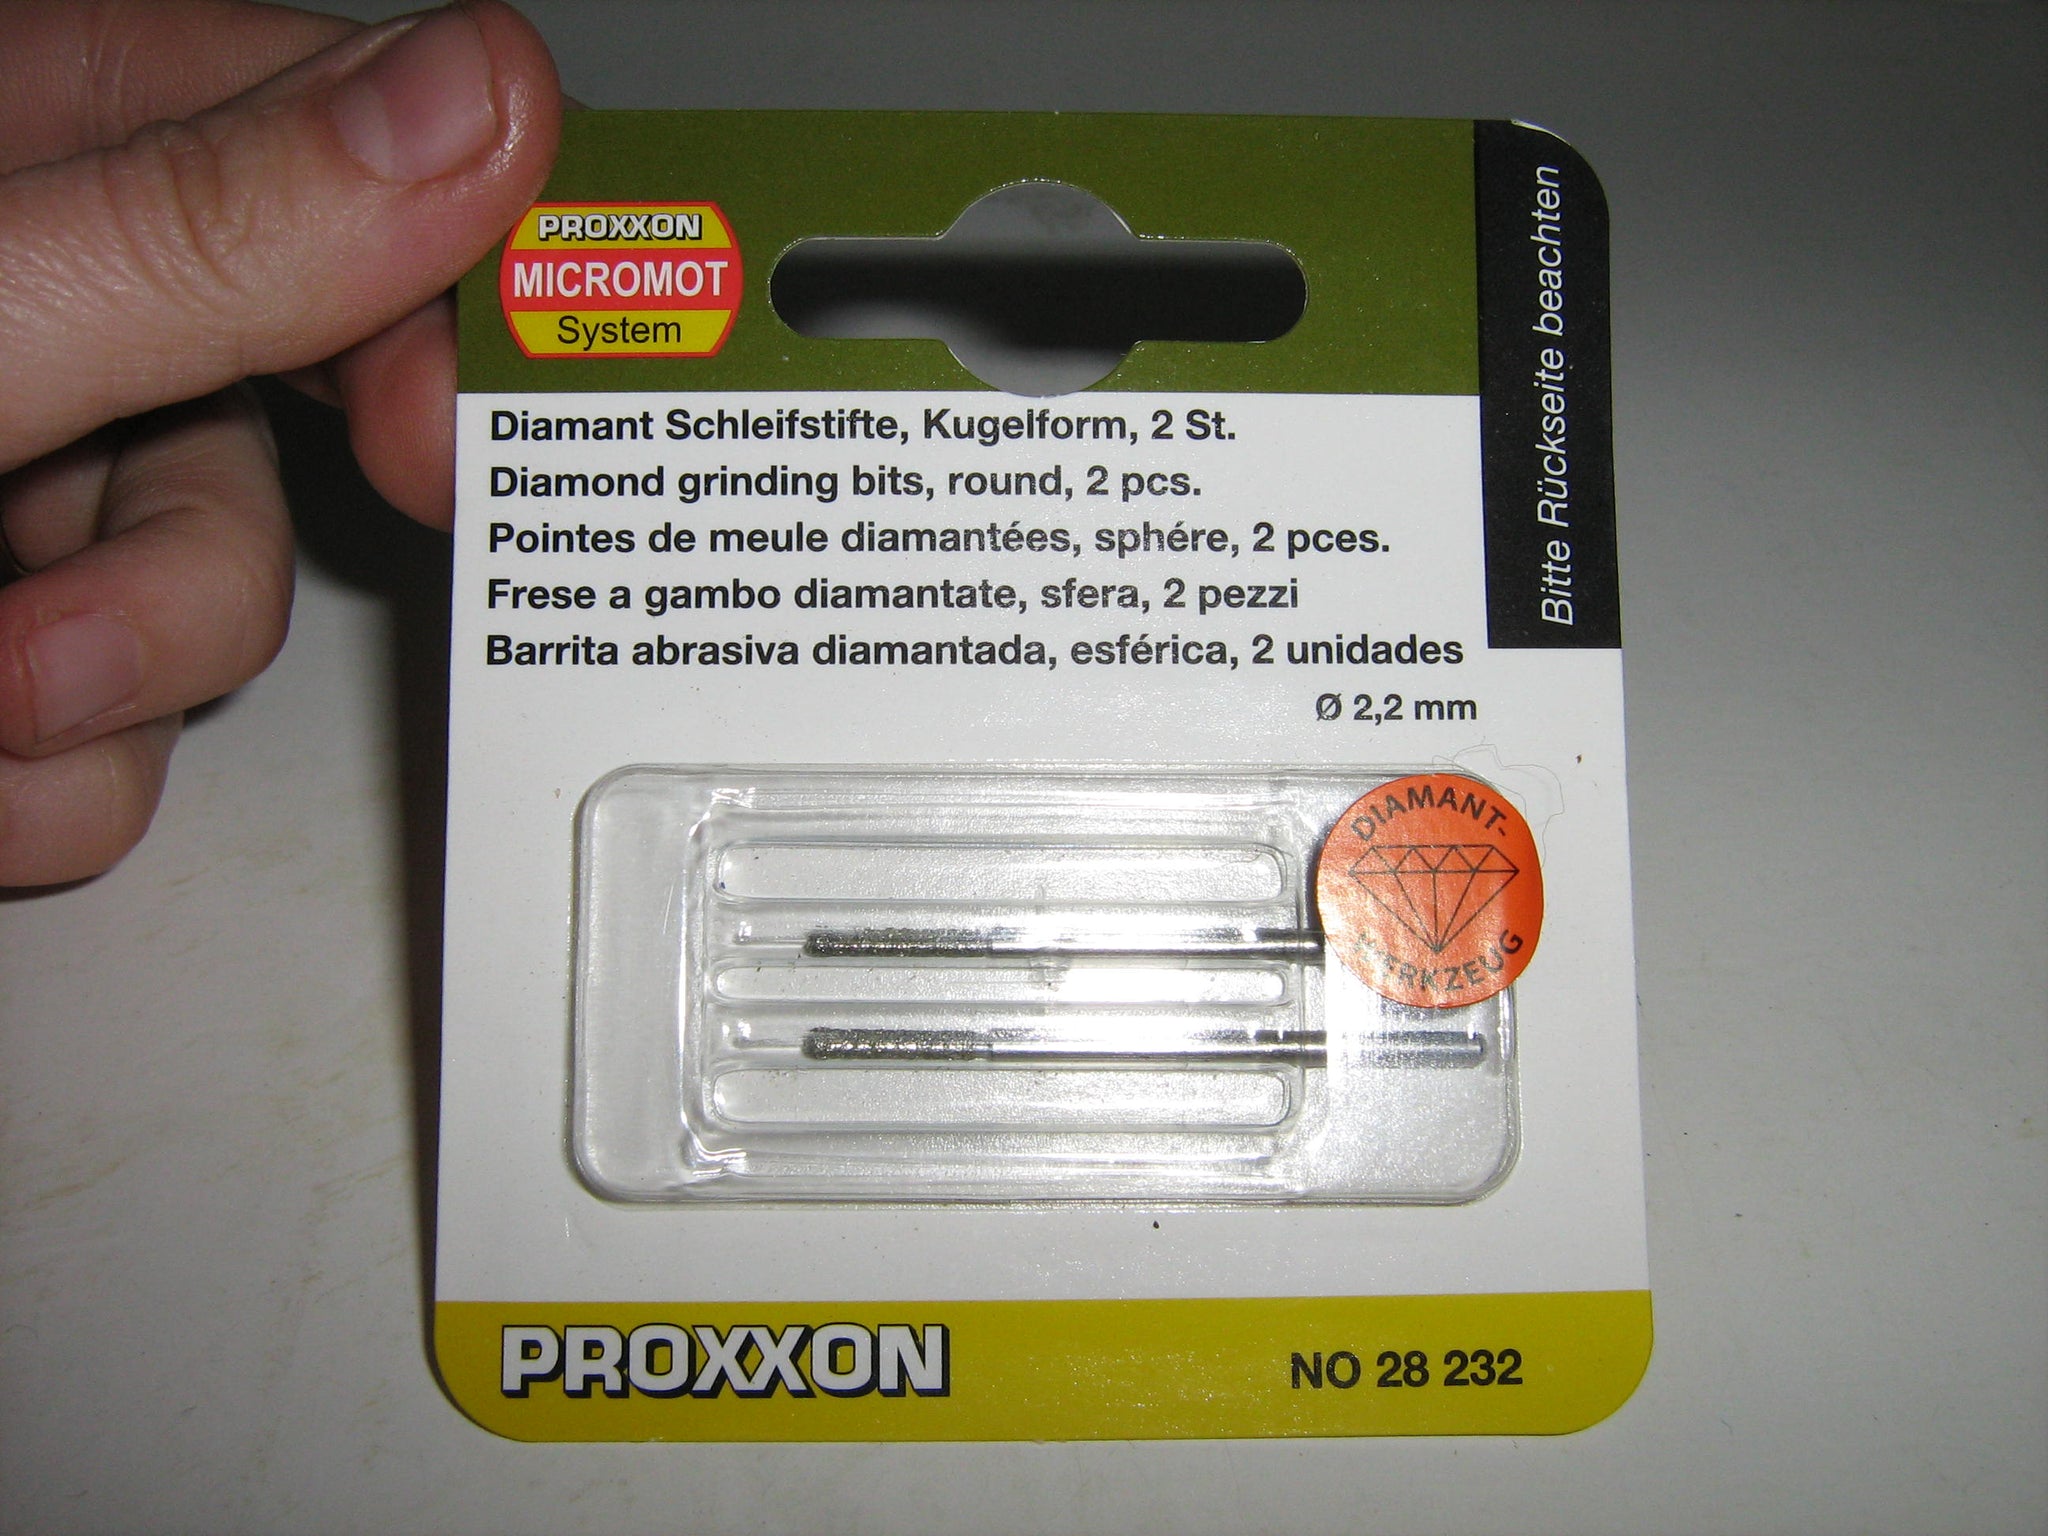 PROXXON
MICROMOT
System
Bitte Rückseite beachten
Diamant Schleifstifte, Kugelform, 2 St.
Diamond grinding bits, round, 2 pcs.
Pointes de meule diamantées, sphére, 2 pces.
Frese a gambo diamantate, sfera, 2 pezzi
Barrita abrasiva diamantada, esférica, 2 unidades
Ø 2,2 mm
DIAMANT-
WERKZEUG
PROXXON
NO 28 232